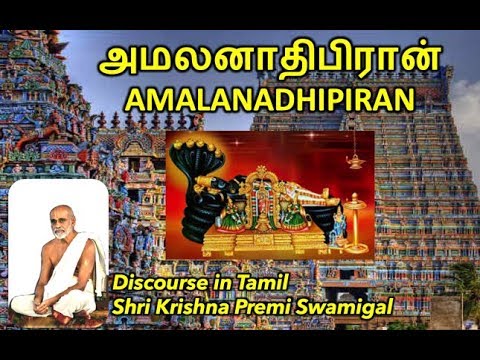 அமலனாதிபிரான்
AMALANADHIPIRAN
Discourse in Tamil
Shri Krishna Premi Swamigal